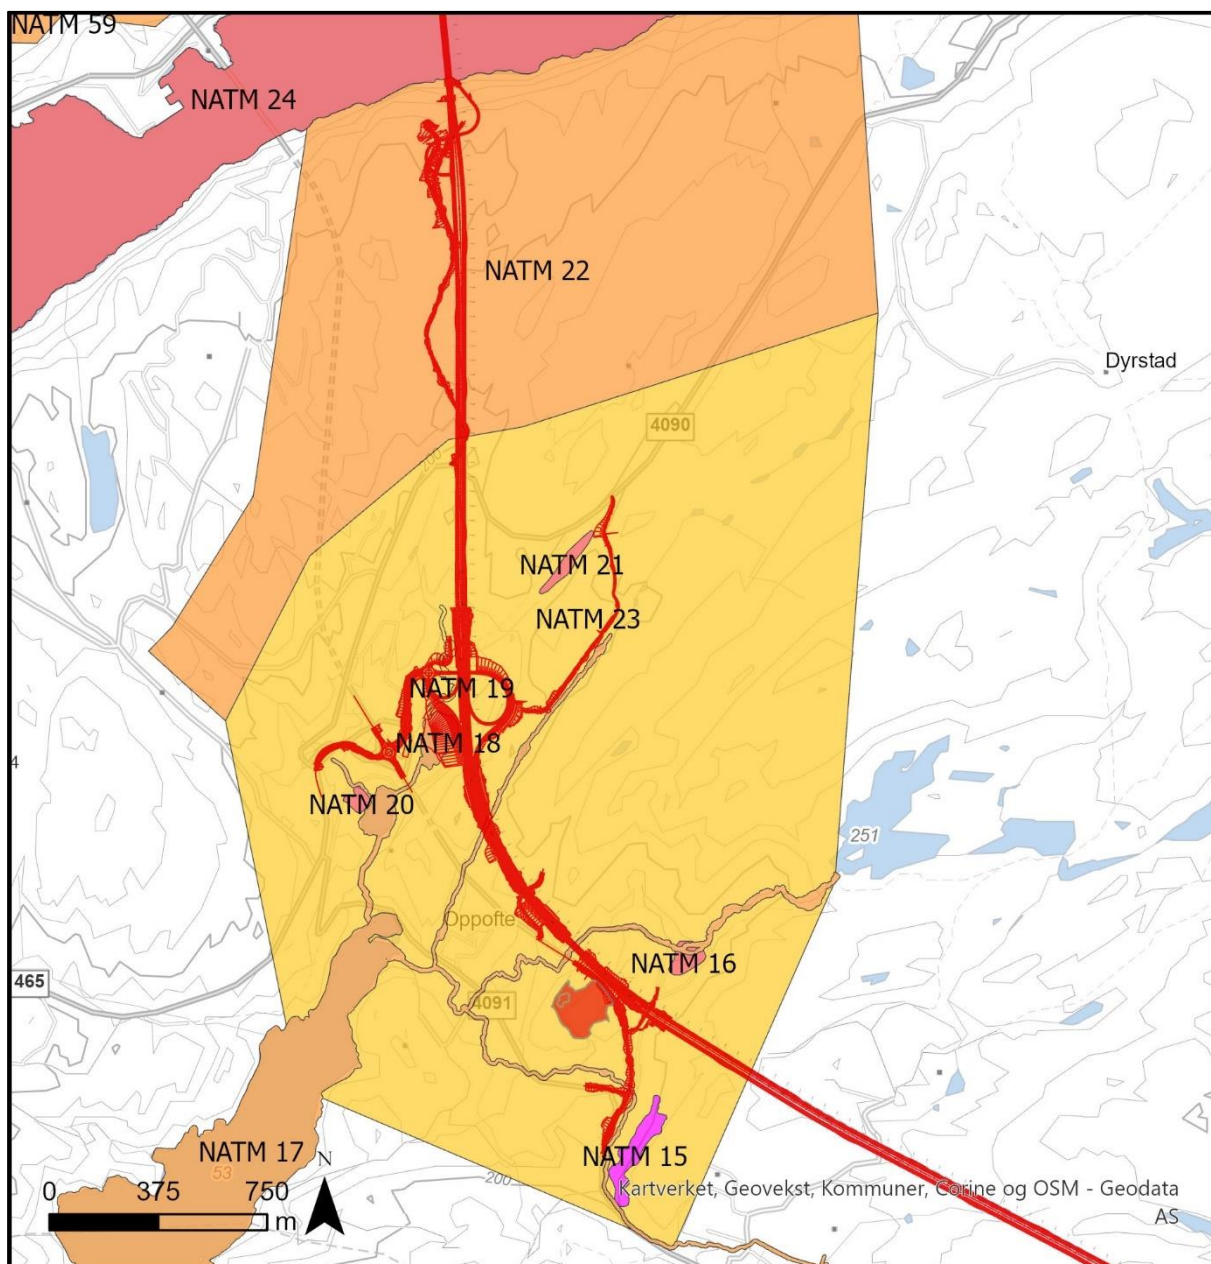 NATM 59
NATM 24
NATM 22
Dyrstad
4090
200
NATM 21
NATM 23
NATM 19
NATM 18
4
NATM 20
251
Oppofte
NATM 16
465
4091
NATM 17
53
N
NATM 15
200
0 375 750
m
Kartverket, Geovekst, Kommuner, Corine og OSM - Geodata
AS